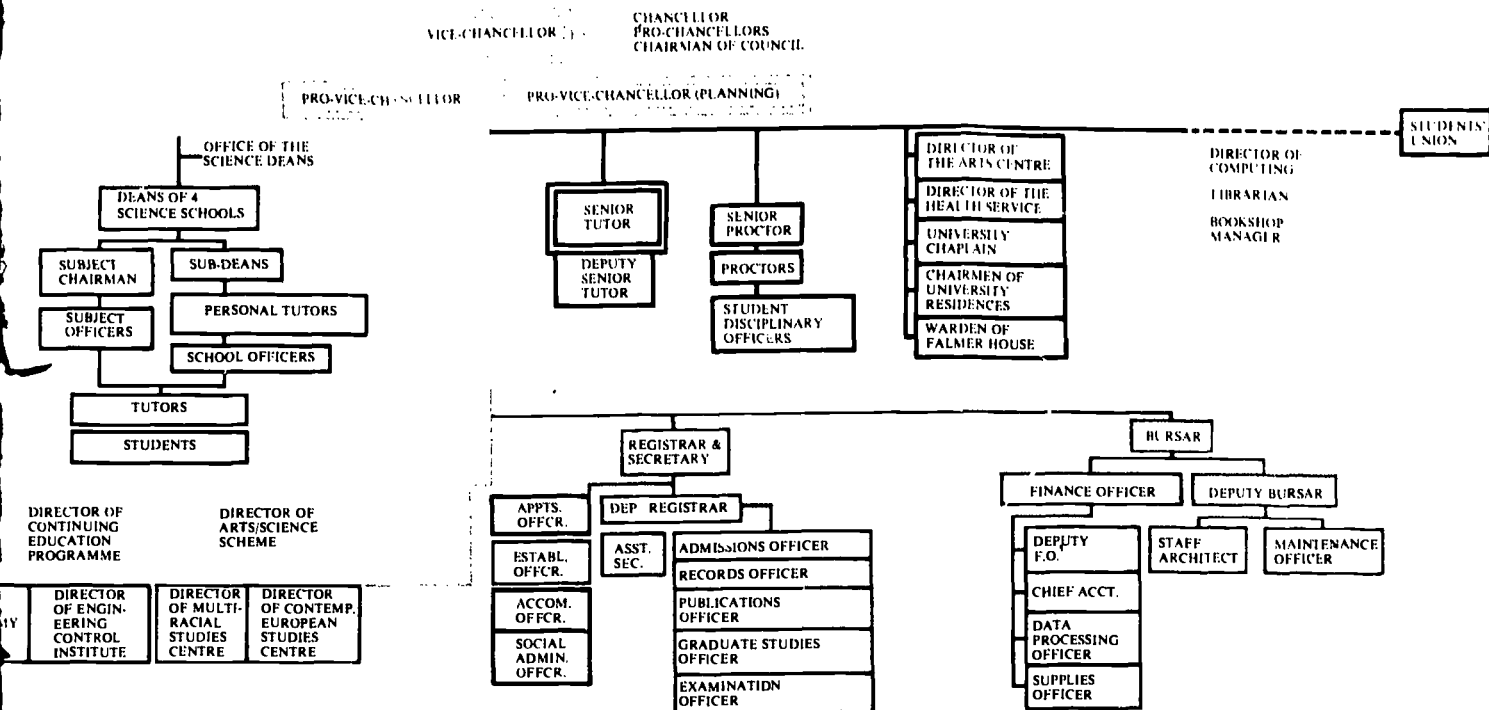 VICE-CHANCELLOR
CHANCELLOR
PRO-CHANCELLORS
CHAIRMAN OF COUNCIL
PRO-VICE-CHANCELLOR
PRO-VICE-CHANCELLOR (PLANNING)
OFFICE OF THE
SCIENCE DEANS
DEANS OF 4
SCIENCE SCHOOLS
SUBJECT
CHAIRMAN
SUB-DEANS
SUBJECT
OFFICERS
PERSONAL TUTORS
SCHOOL OFFICERS
TUTORS
STUDENTS
SENIOR
TUTOR
DEPUTY
SENIOR
TUTOR
SENIOR
PROCTOR
PROCTORS
STUDENT
DISCIPLINARY
OFFICERS
DIRECTOR OF
THE ARTS CENTRE
DIRECTOR OF THE
HEALTH SERVICE
UNIVERSITY
CHAPLAIN
CHAIRMEN OF
UNIVERSITY
RESIDENCES
WARDEN OF
FALMER HOUSE
DIRECTOR OF
COMPUTING
LIBRARIAN
BOOKSHOP
MANAGER
STUDENTS'
UNION
DIRECTOR OF
CONTINUING
EDUCATION
PROGRAMME
DIRECTOR OF
ARTS/SCIENCE
SCHEME
MY
DIRECTOR
OF ENGIN-
EERING
CONTROL
INSTITUTE
DIRECTOR
OF MULTI-
RACIAL
STUDIES
CENTRE
DIRECTOR
OF CONTEMP.
EUROPEAN
STUDIES
CENTRE
REGISTRAR &
SECRETARY
APPTS.
OFFCR.
ESTABL.
OFFCR.
ACCOM.
OFFCR.
SOCIAL
ADMIN.
OFFCR.
DEP REGISTRAR
ASST.
SEC.
ADMISSIONS OFFICER
RECORDS OFFICER
PUBLICATIONS
OFFICER
GRADUATE STUDIES
OFFICER
EXAMINATION
OFFICER
BURSAR
FINANCE OFFICER
DEPUTY BURSAR
DEPUTY
F.O.
CHIEF ACCT.
DATA
PROCESSING
OFFICER
SUPPLIES
OFFICER
STAFF
ARCHITECT
MAINTENANCE
OFFICER